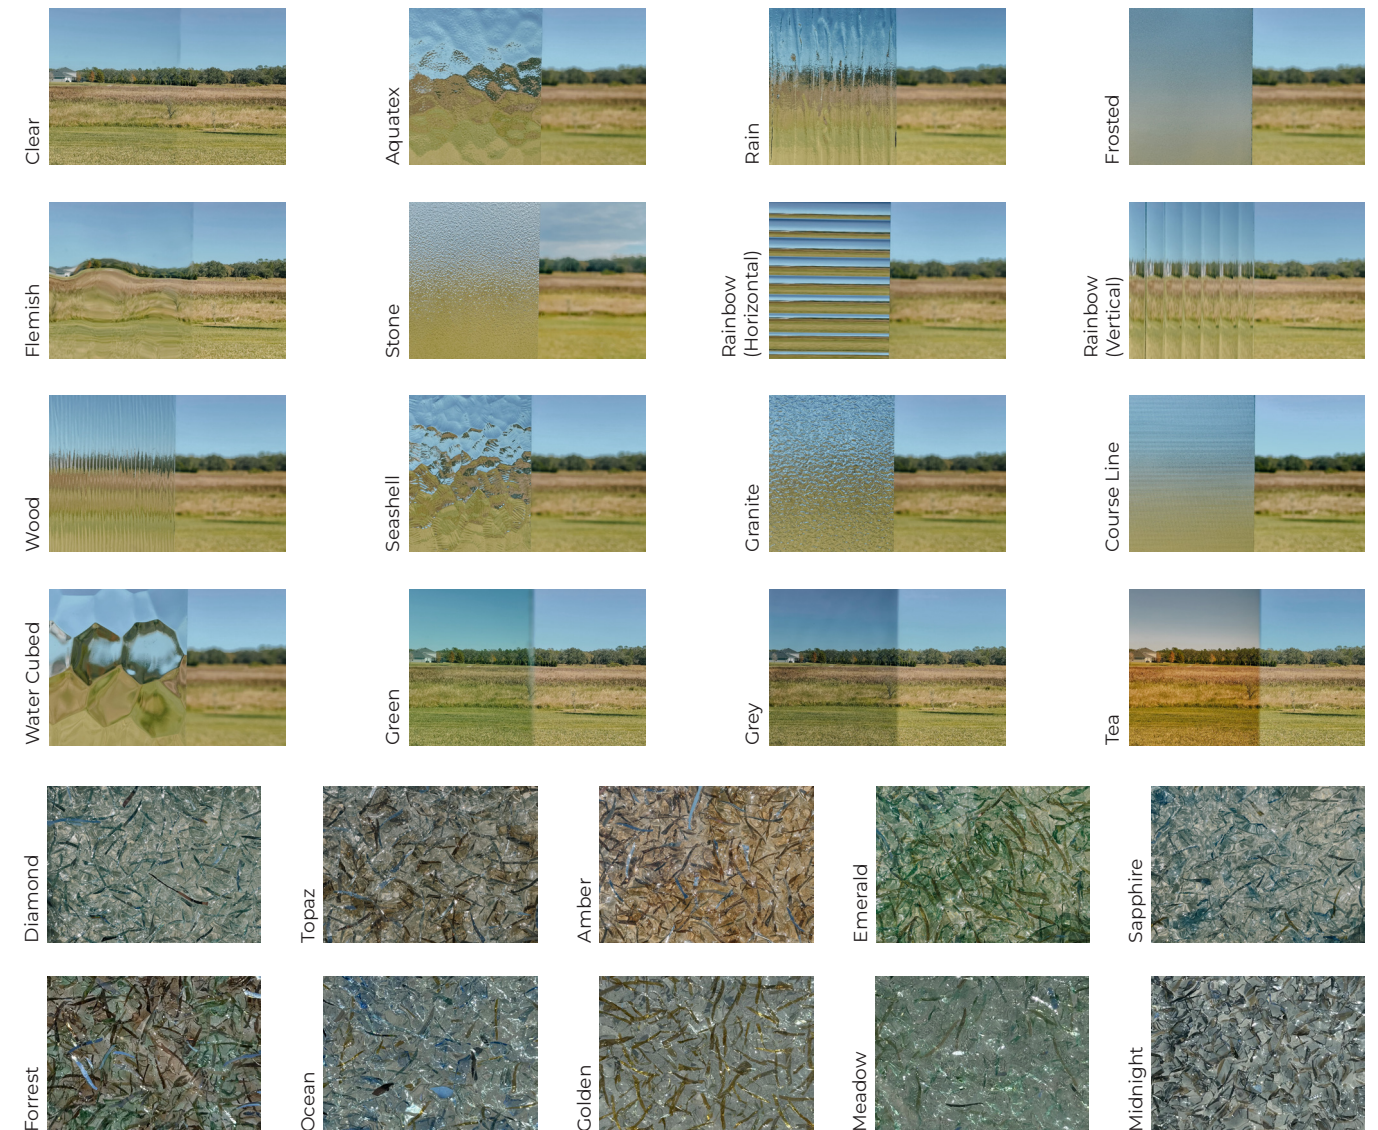 Clear
Aquatex
Rain
Frosted
Flemish
Stone
Rainbow
(Horizontal)
Rainbow
(Vertical)
Wood
Seashell
Granite
Course Line
Water Cubed
Green
Grey
Tea
Diamond
Topaz
Amber
Emerald
Sapphire
Forrest
Ocean
Golden
Meadow
Midnight